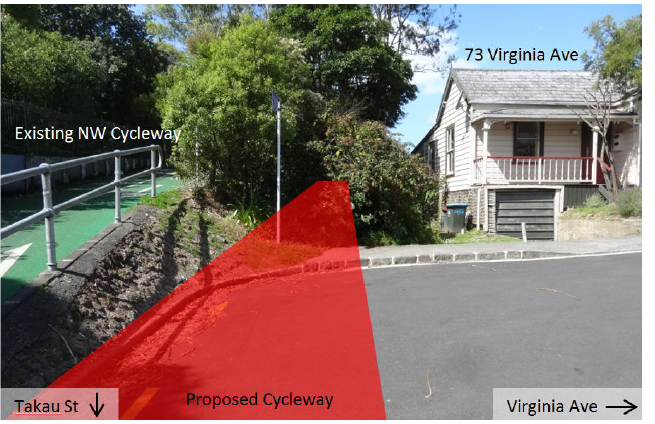 73 Virginia Ave
Existing NW Cycleway
Proposed Cycleway
Takau St ↓
Virginia Ave →